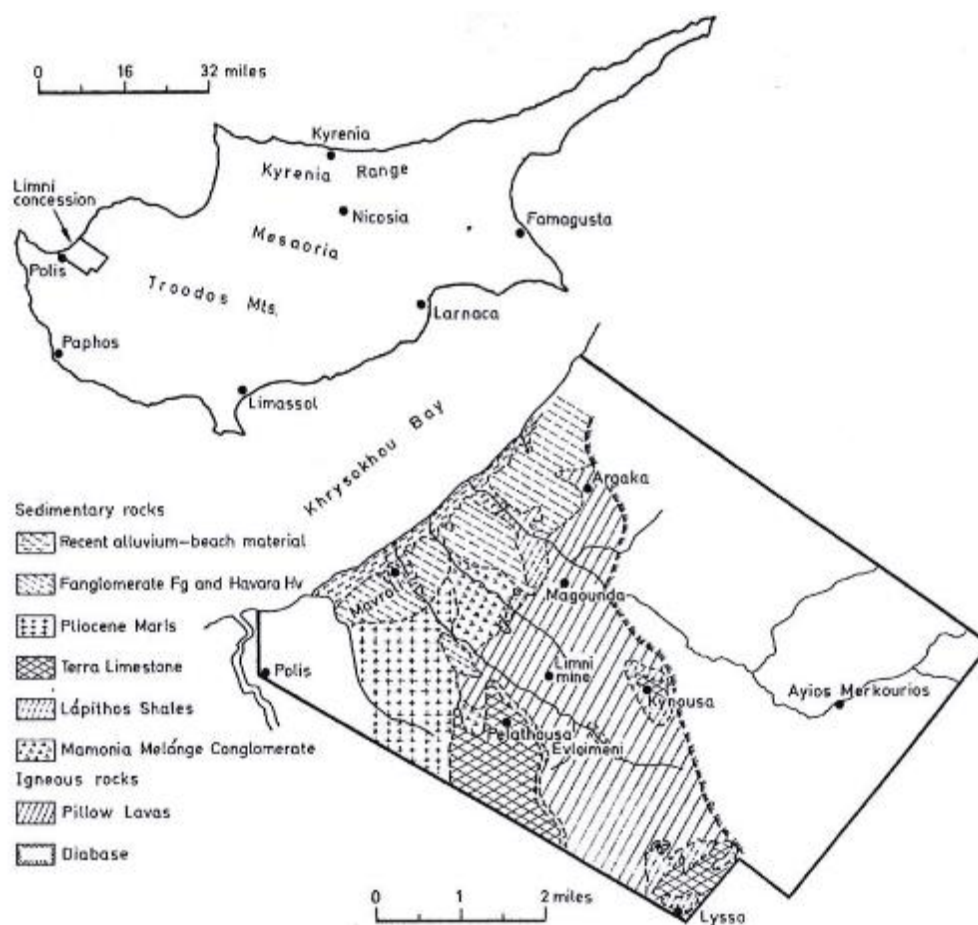 0 16 32 miles
Kyrenia
Kyrenia Range
Limni
concession
Nicosia
Famagusta
Mesaoria
Polis
Troodos Mts.
Larnaca
Paphos
Limassol
Khrysokhou Bay
Argaka
Sedimentary rocks
Recent alluvium-beach material
Fanglomerate Fg and Havara Hv
Pliocene Marls
Terra Limestone
Lápithos Shales
Mamonia Melánge Conglomerate
Igneous rocks
Pillow Lavas
Diabase
Mavroli
Magounda
Polis
Limni
mine
Kynousa
Ayios Merkourios
Pelathousa
Evloimeni
0 1 2 miles
Lyssa